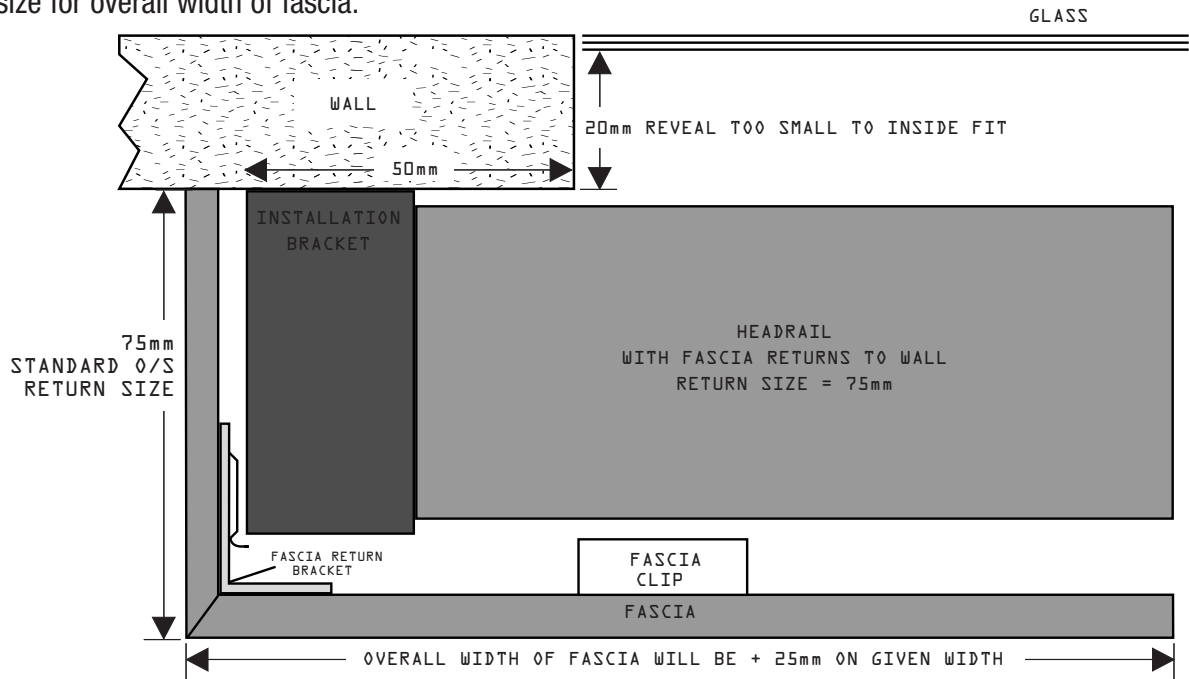 size for overall width of fascia.
GLASS
WALL
20mm REVEAL TOO SMALL TO INSIDE FIT
50mm
INSTALLATION
BRACKET
75mm
STANDARD O/S
RETURN SIZE
HEADRAIL
WITH FASCIA RETURNS TO WALL
RETURN SIZE = 75mm
FASCIA RETURN
BRACKET
FASCIA
CLIP
FASCIA
OVERALL WIDTH OF FASCIA WILL BE + 25mm ON GIVEN WIDTH